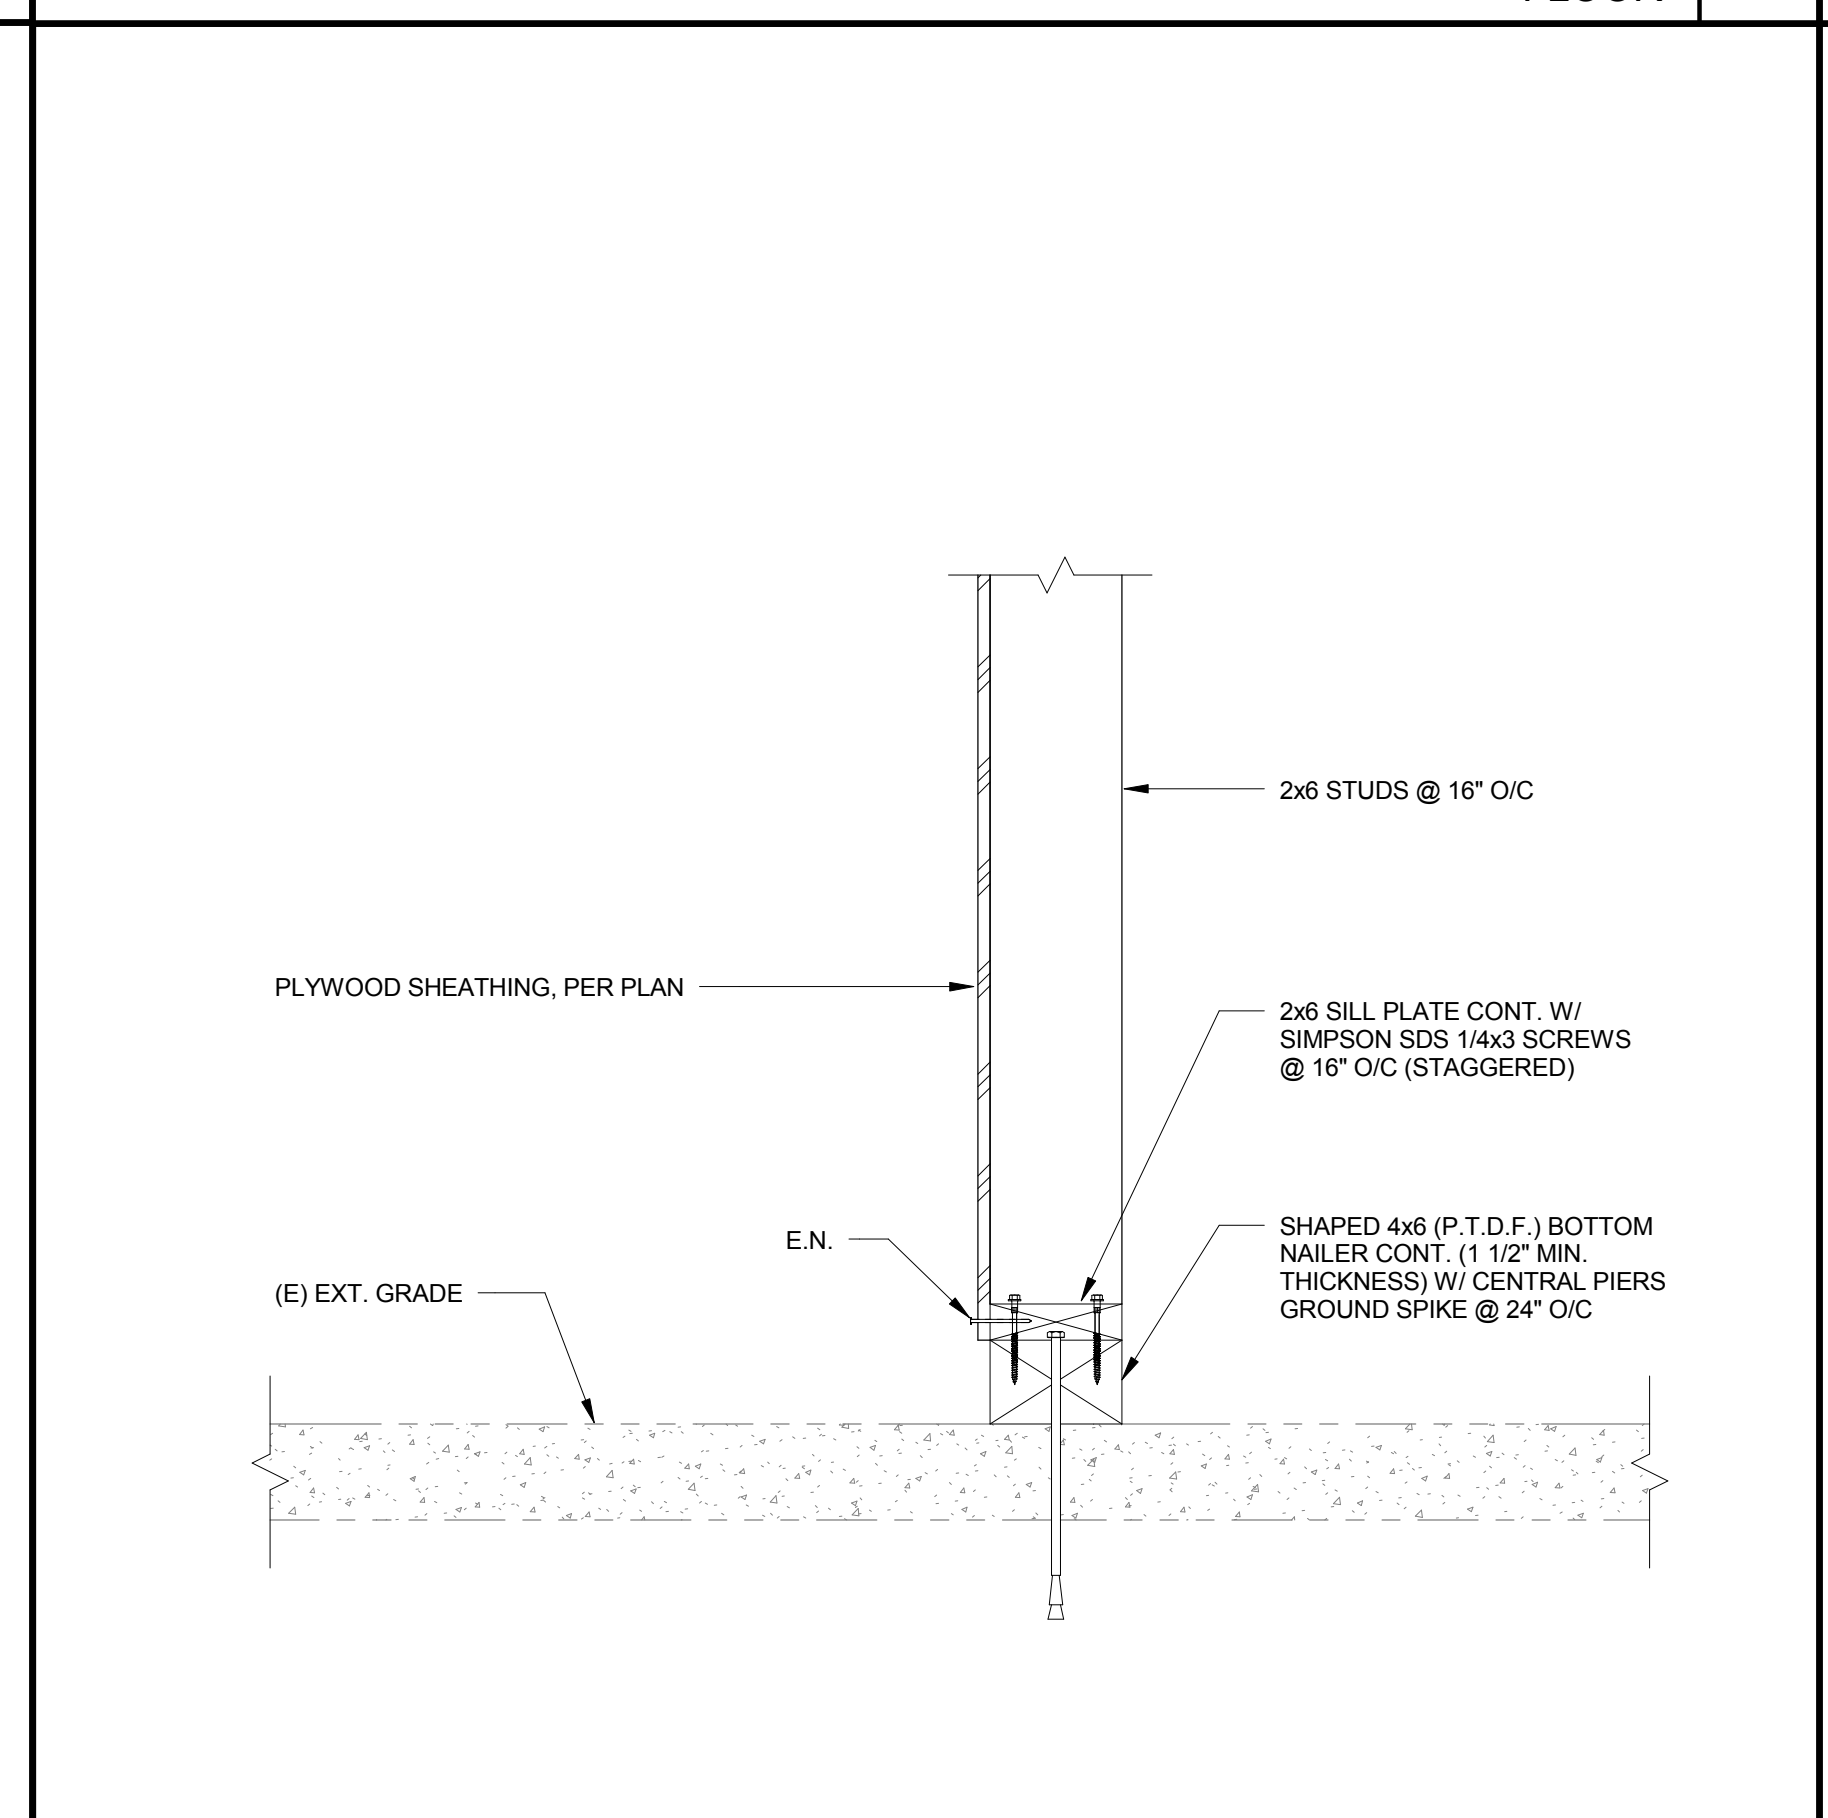 2x6 STUDS @ 16" O/C
PLYWOOD SHEATHING, PER PLAN
2x6 SILL PLATE CONT. W/
SIMPSON SDS 1/4x3 SCREWS
@ 16" O/C (STAGGERED)
E.N.
SHAPED 4x6 (P.T.D.F.) BOTTOM
NAILER CONT. (1 1/2" MIN.
THICKNESS) W/ CENTRAL PIERS
GROUND SPIKE @ 24" O/C
(E) EXT. GRADE